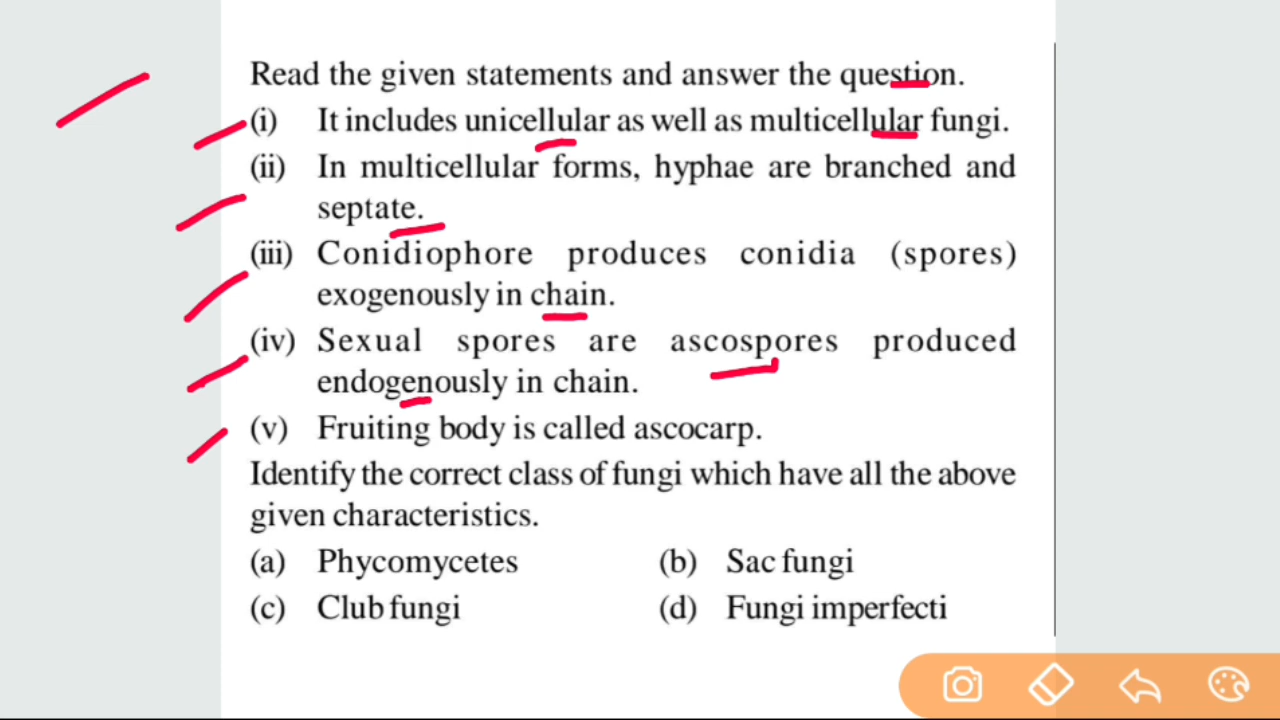 Read the given statements and answer the question.
(i) It includes unicellular as well as multicellular fungi.
(ii) In multicellular forms, hyphae are branched and
septate.
(iii) Conidiophore produces conidia (spores)
exogenously in chain.
(iv) Sexual spores are ascospores produced
endogenously in chain.
(v) Fruiting body is called ascocarp.
Identify the correct class of fungi which have all the above
given characteristics.
(a) Phycomycetes (b) Sac fungi
(c) Club fungi (d) Fungi imperfecti